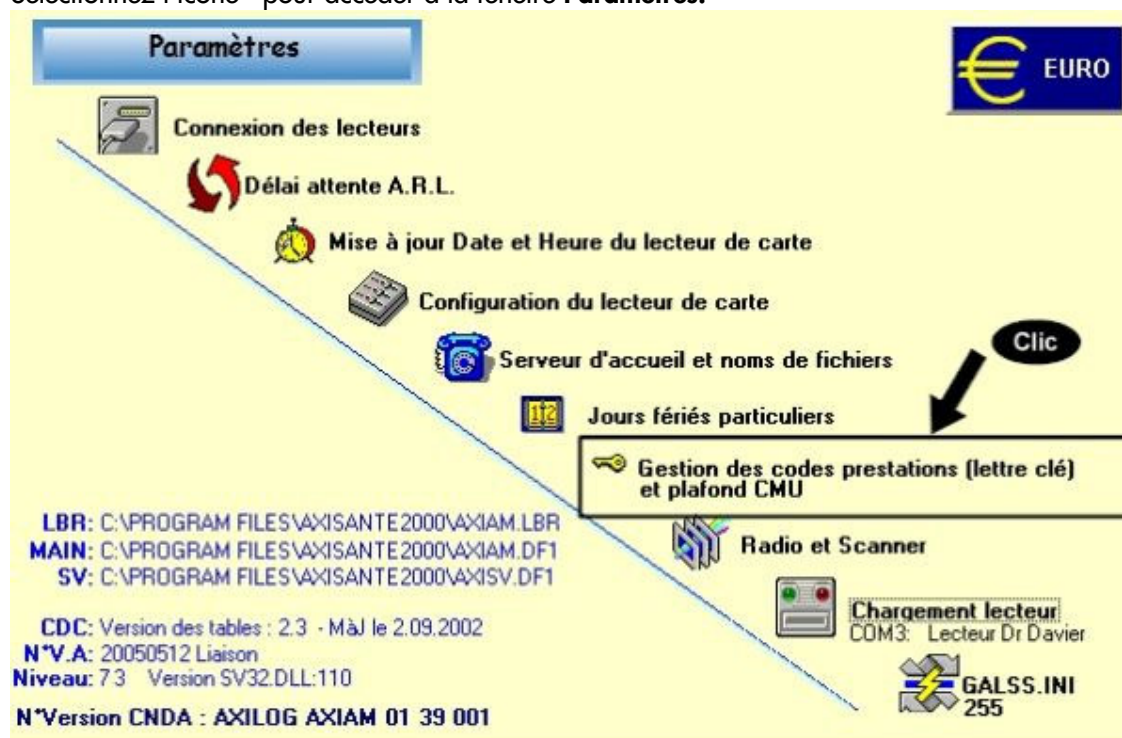 Paramètres
EURO
Connexion des lecteurs
Délai attente A.R.L.
Mise à jour Date et Heure du lecteur de carte
Configuration du lecteur de carte
Clic
Serveur d'accueil et noms de fichiers
Jours fériés particuliers
Gestion des codes prestations (lettre clé)
et plafond CMU
LBR: C:\PROGRAM FILES\AXISANTE2000\AXIAM.LBR
MAIN: C:\PROGRAM FILES\AXISANTE2000\AXIAM.DF1
SV: C:\PROGRAM FILES\AXISANTE2000\AXISV.DF1
Radio et Scanner
Chargement lecteur
COM3: Lecteur Dr Davier
CDC: Version des tables : 2.3 - MàJ le 2.09.2002
N°V.A: 20050512 Liaison
Niveau: 73 Version SV32.DLL:110
GALSS.INI
255
N°Version CNDA : AXILOG AXIAM 01 39 001